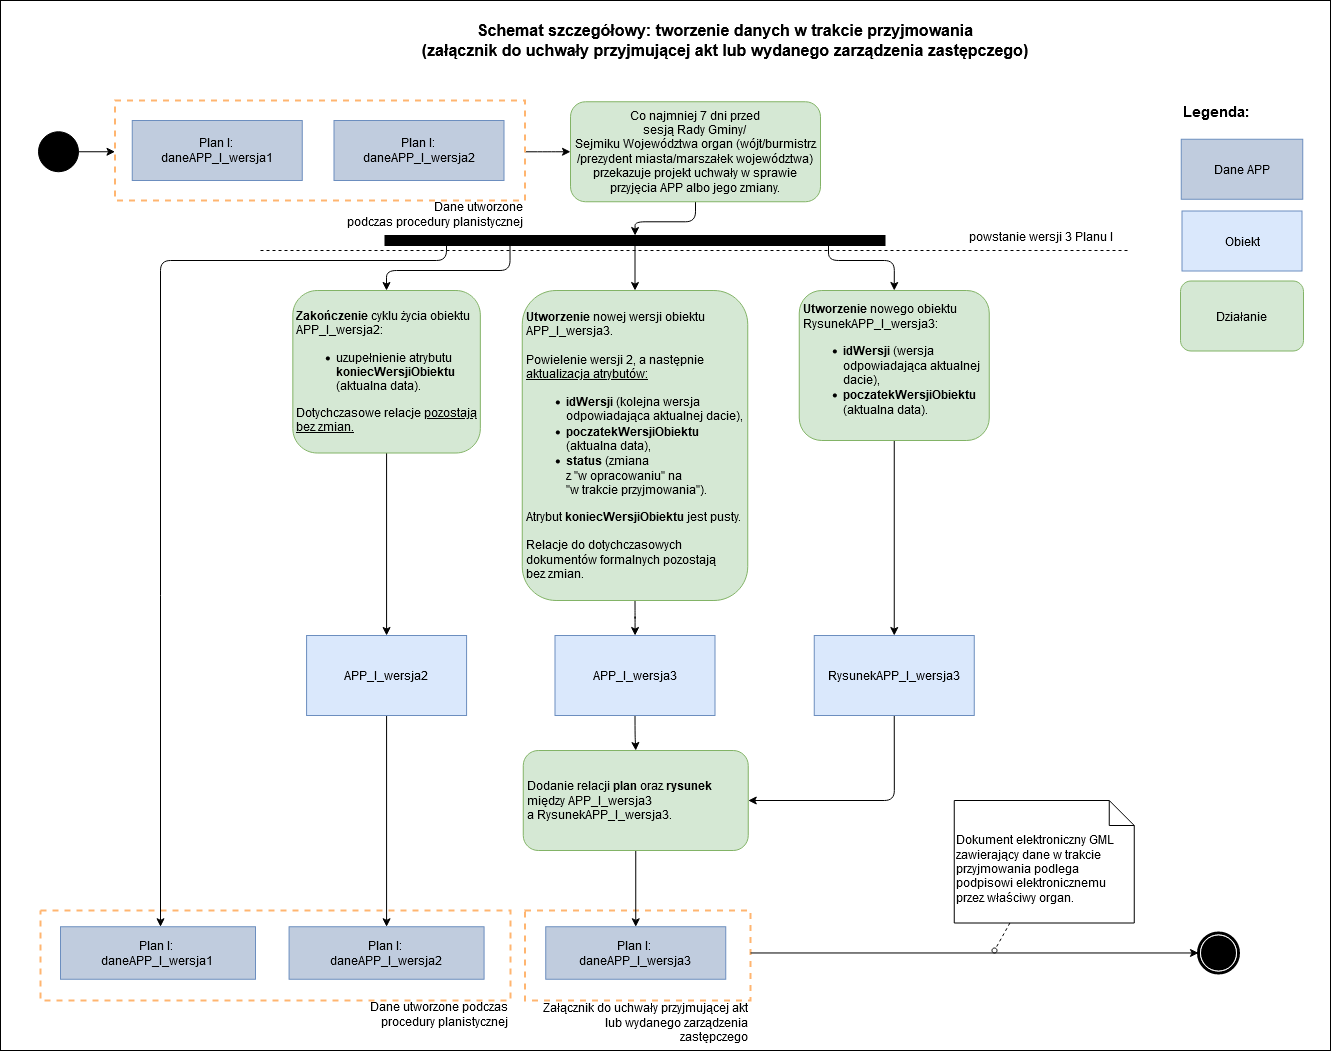 Schemat szczegółowy: tworzenie danych w trakcie przyjmowania
(załącznik do uchwały przyjmującej akt lub wydanego zarządzenia zastępczego)
Plan I:
daneAPP_I_wersja1
Plan I:
daneAPP_I_wersja2
Dane utworzone
podczas procedury planistycznej
Co najmniej 7 dni przed
sesją Rady Gminy/
Sejmiku Województwa organ (wójt/burmistrz
/prezydent miasta/marszałek województwa)
przekazuje projekt uchwały w sprawie
przyjęcia APP albo jego zmiany.
Legenda:
Dane APP
Obiekt
Działanie
powstanie wersji 3 Planu I
Zakończenie cyklu życia obiektu
APP_I_wersja2:
• uzupełnienie atrybutu
koniecWersjiObiektu
(aktualna data).
Dotychczasowe relacje pozostają
bez zmian.
Utworzenie nowej wersji obiektu
APP_I_wersja3.
Powielenie wersji 2, a następnie
aktualizacja atrybutów:
• idWersji (kolejna wersja
odpowiadająca aktualnej dacie),
• poczatekWersjiObiektu
(aktualna data),
• status (zmiana
z "w opracowaniu" na
"w trakcie przyjmowania").
Atrybut koniecWersjiObiektu jest pusty.
Relacje do dotychczasowych
dokumentów formalnych pozostają
bez zmian.
Utworzenie nowego obiektu
RysunekAPP_I_wersja3:
• idWersji (wersja
odpowiadająca aktualnej
dacie),
• poczatekWersjiObiektu
(aktualna data).
APP_I_wersja2
APP_I_wersja3
RysunekAPP_I_wersja3
Dodanie relacji plan oraz rysunek
między APP_I_wersja3
a RysunekAPP_I_wersja3.
Dokument elektroniczny GML
zawierający dane w trakcie
przyjmowania podlega
podpisowi elektronicznemu
przez właściwy organ.
Plan I:
daneAPP_I_wersja1
Plan I:
daneAPP_I_wersja2
Dane utworzone podczas
procedury planistycznej
Plan I:
daneAPP_I_wersja3
Załącznik do uchwały przyjmującej akt
lub wydanego zarządzenia
zastępczego